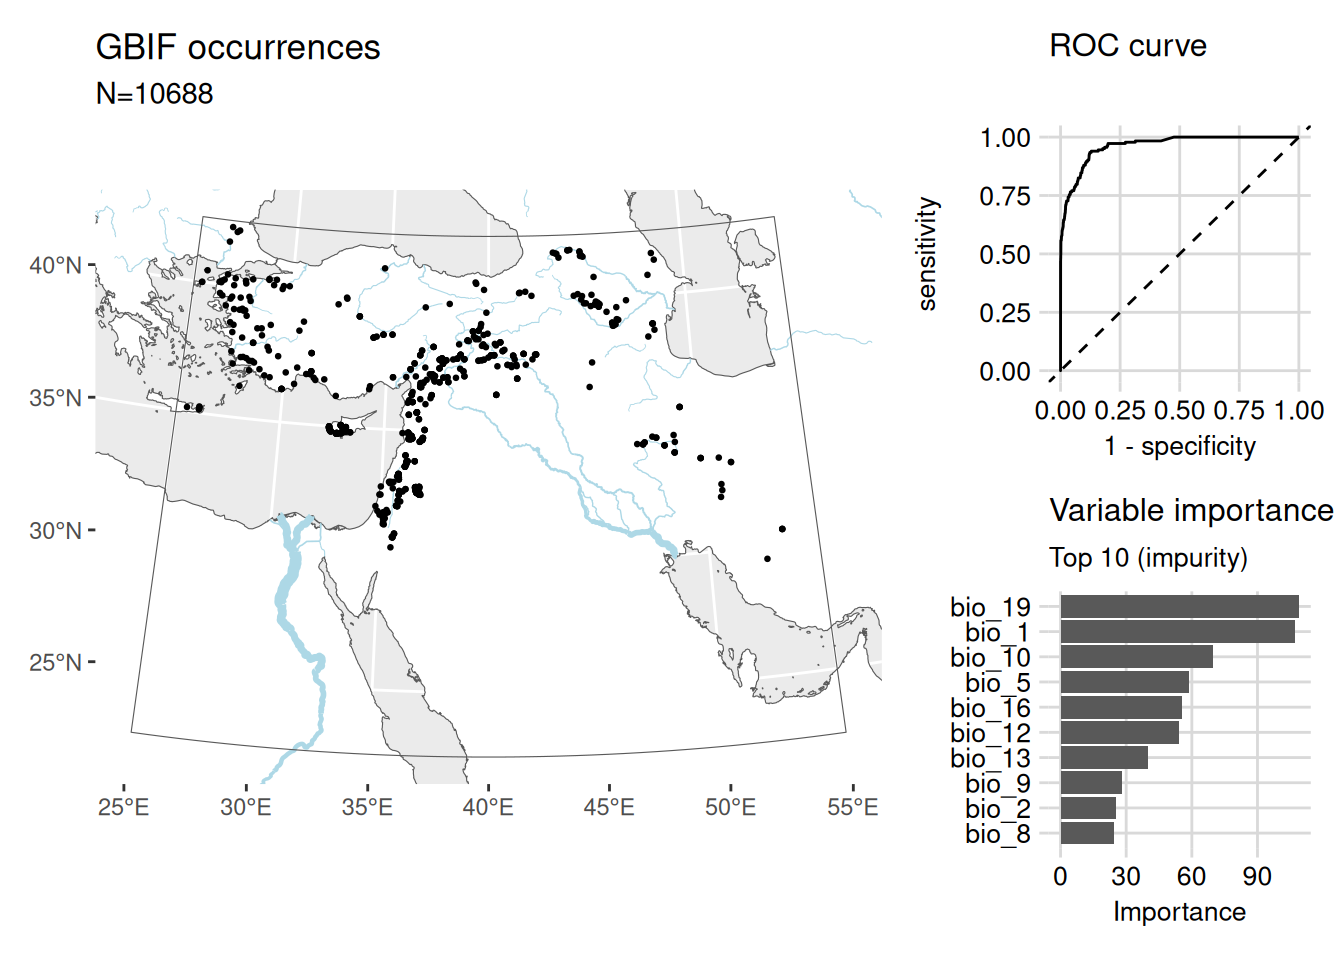 GBIF occurrences
N=10688
40°N
35°N
30°N
25°N
25°E 30°E 35°E 40°E 45°E 50°E 55°E
ROC curve
sensitivity
1.00
0.75
0.50
0.25
0.00
0.00 0.25 0.50 0.75 1.00
1 - specificity
Variable importance
Top 10 (impurity)
bio_19
bio_1
bio_10
bio_5
bio_16
bio_12
bio_13
bio_9
bio_2
bio_8
0 30 60 90
Importance